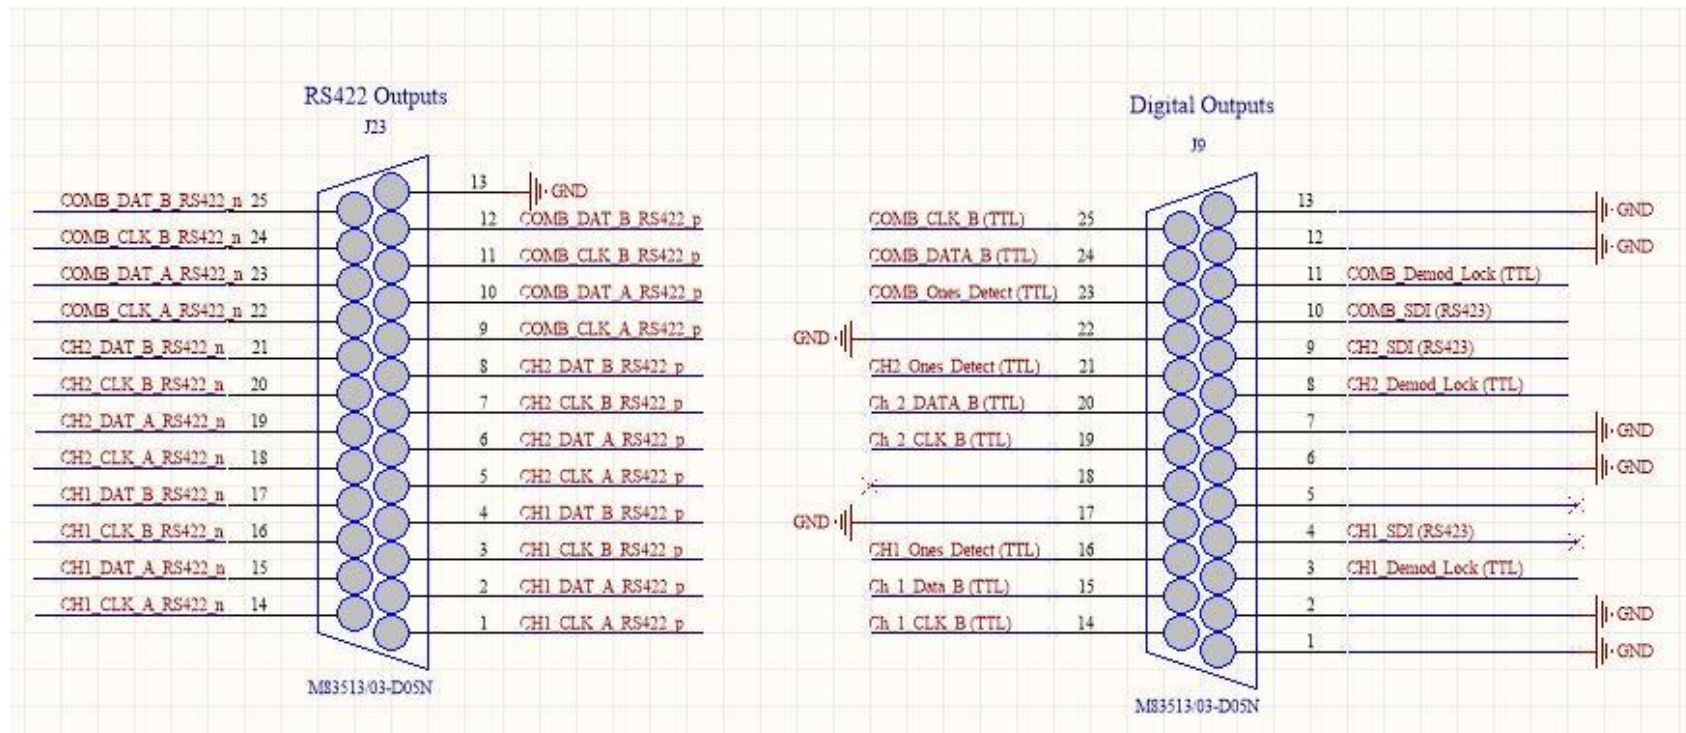 RS422 Outputs
J23
COMB_DAT_B_RS422_n 25
COMB_CLK_B_RS422_n 24
COMB_DAT_A_RS422_n 23
COMB_CLK_A_RS422_n 22
CH2_DAT_B_RS422_n 21
CH2_CLK_B_RS422_n 20
CH2_DAT_A_RS422_n 19
CH2_CLK_A_RS422_n 18
CH1_DAT_B_RS422_n 17
CH1_CLK_B_RS422_n 16
CH1_DAT_A_RS422_n 15
CH1_CLK_A_RS422_n 14
13 GND
12 COMB_DAT_B_RS422_p
11 COMB_CLK_B_RS422_p
10 COMB_DAT_A_RS422_p
9 COMB_CLK_A_RS422_p
8 CH2_DAT_B_RS422_p
7 CH2_CLK_B_RS422_p
6 CH2_DAT_A_RS422_p
5 CH2_CLK_A_RS422_p
4 CH1_DAT_B_RS422_p
3 CH1_CLK_B_RS422_p
2 CH1_DAT_A_RS422_p
1 CH1_CLK_A_RS422_p
M83513/03-D05N
Digital Outputs
J9
COMB_CLK_B (TTL) 25
COMB_DATA_B (TTL) 24
COMB_Ones_Detect (TTL) 23
GND 22
CH2_Ones_Detect (TTL) 21
Ch_2_DATA_B (TTL) 20
Ch_2_CLK_B (TTL) 19
18
GND 17
CH1_Ones_Detect (TTL) 16
Ch_1_Data_B (TTL) 15
Ch_1_CLK_B (TTL) 14
13 GND
12 GND
11 COMB_Demod_Lock (TTL)
10 COMB_SDI (RS423)
9 CH2_SDI (RS423)
8 CH2_Demod_Lock (TTL)
7 GND
6 GND
5
4 CH1_SDI (RS423)
3 CH1_Demod_Lock (TTL)
2 GND
1 GND
M83513/03-D05N